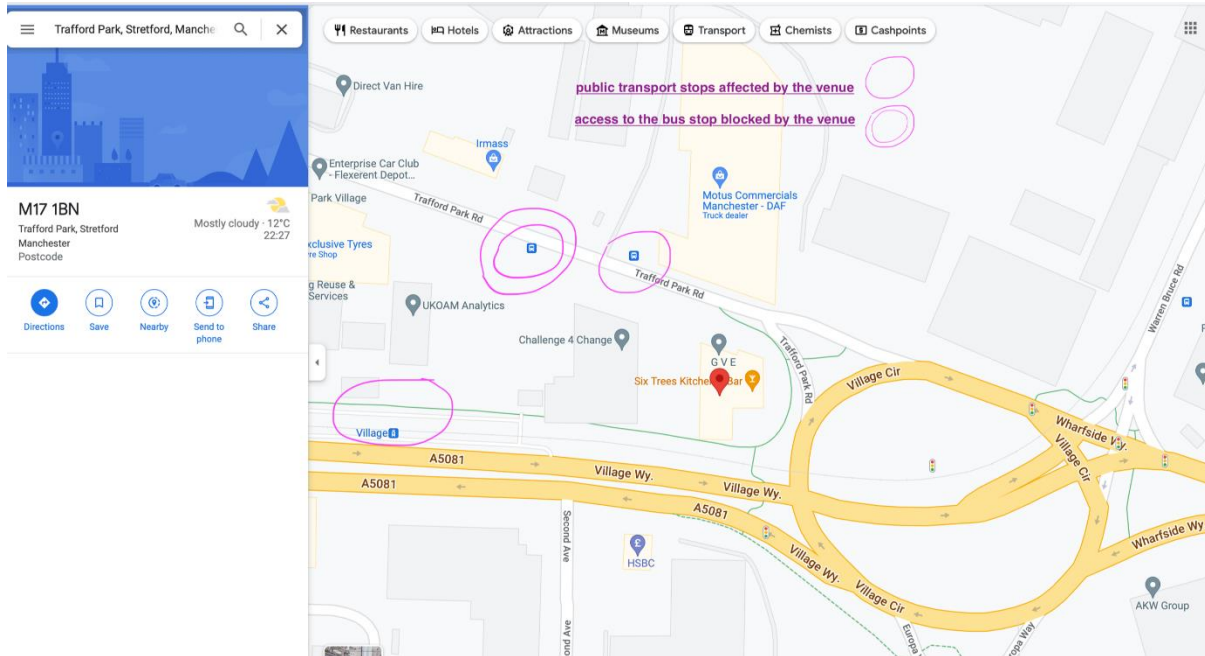 Trafford Park, Stretford, Manche
Restaurants
Hotels
Attractions
Museums
Transport
Chemists
Cashpoints
M17 1BN
Trafford Park, Stretford
Manchester
Postcode
Mostly cloudy · 12°C
22:27
Directions
Save
Nearby
Send to
phone
Share
public transport stops affected by the venue
access to the bus stop blocked by the venue
Direct Van Hire
Irmass
Enterprise Car Club
- Flexerent Depot...
Park Village
Trafford Park Rd
Motus Commercials
Manchester - DAF
Truck dealer
xclusive Tyres
re Shop
g Reuse &
Services
UKOAM Analytics
Trafford Park Rd
Challenge 4 Change
G V E
Six Trees Kitchen Bar
Trafford Park Rd
Village Cir
Warren Bruce Rd
Wharfside Wy.
Village Cir
Village
A5081
Village Wy.
Village Wy.
A5081
A5081
Second Ave
HSBC
Village Wy.
Village Cir
Wharfside Wy
AKW Group
Europa
opa Way
ond Ave